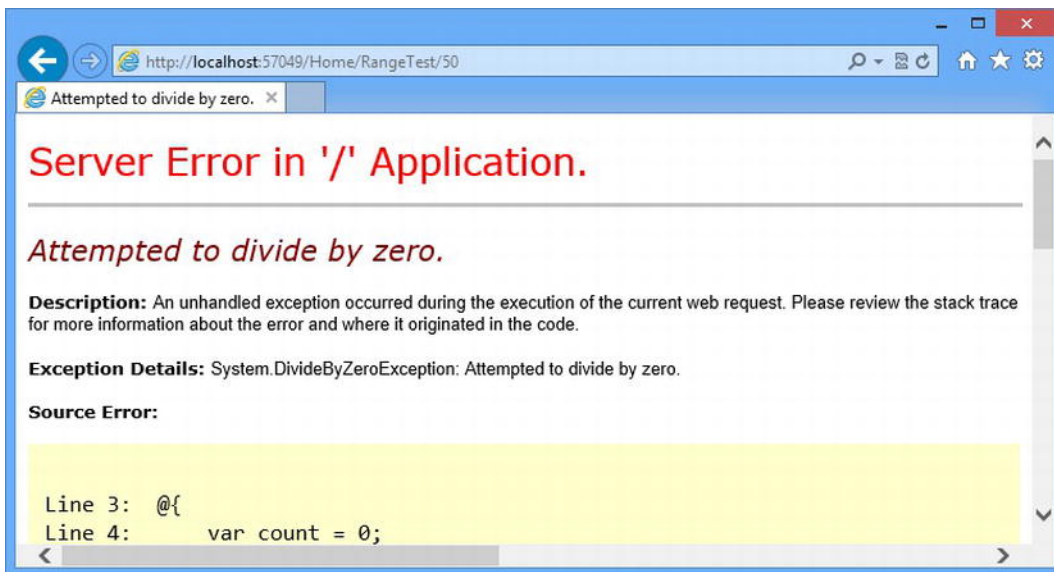 http://localhost:57049/Home/RangeTest/50
Attempted to divide by zero.
Server Error in '/' Application.
Attempted to divide by zero.
Description: An unhandled exception occurred during the execution of the current web request. Please review the stack trace
for more information about the error and where it originated in the code.
Exception Details: System.DivideByZeroException: Attempted to divide by zero.
Source Error:
Line 3:  @{
Line 4:      var count = 0;